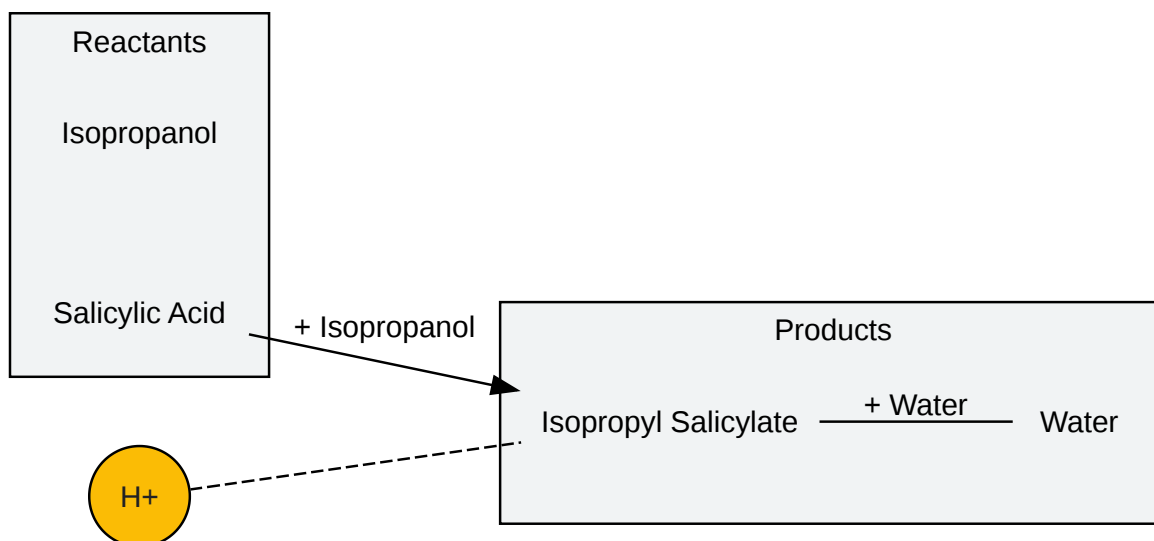 Reactants
Isopropanol
Salicylic Acid
+ Isopropanol
Products
Isopropyl Salicylate
+ Water
Water
H+